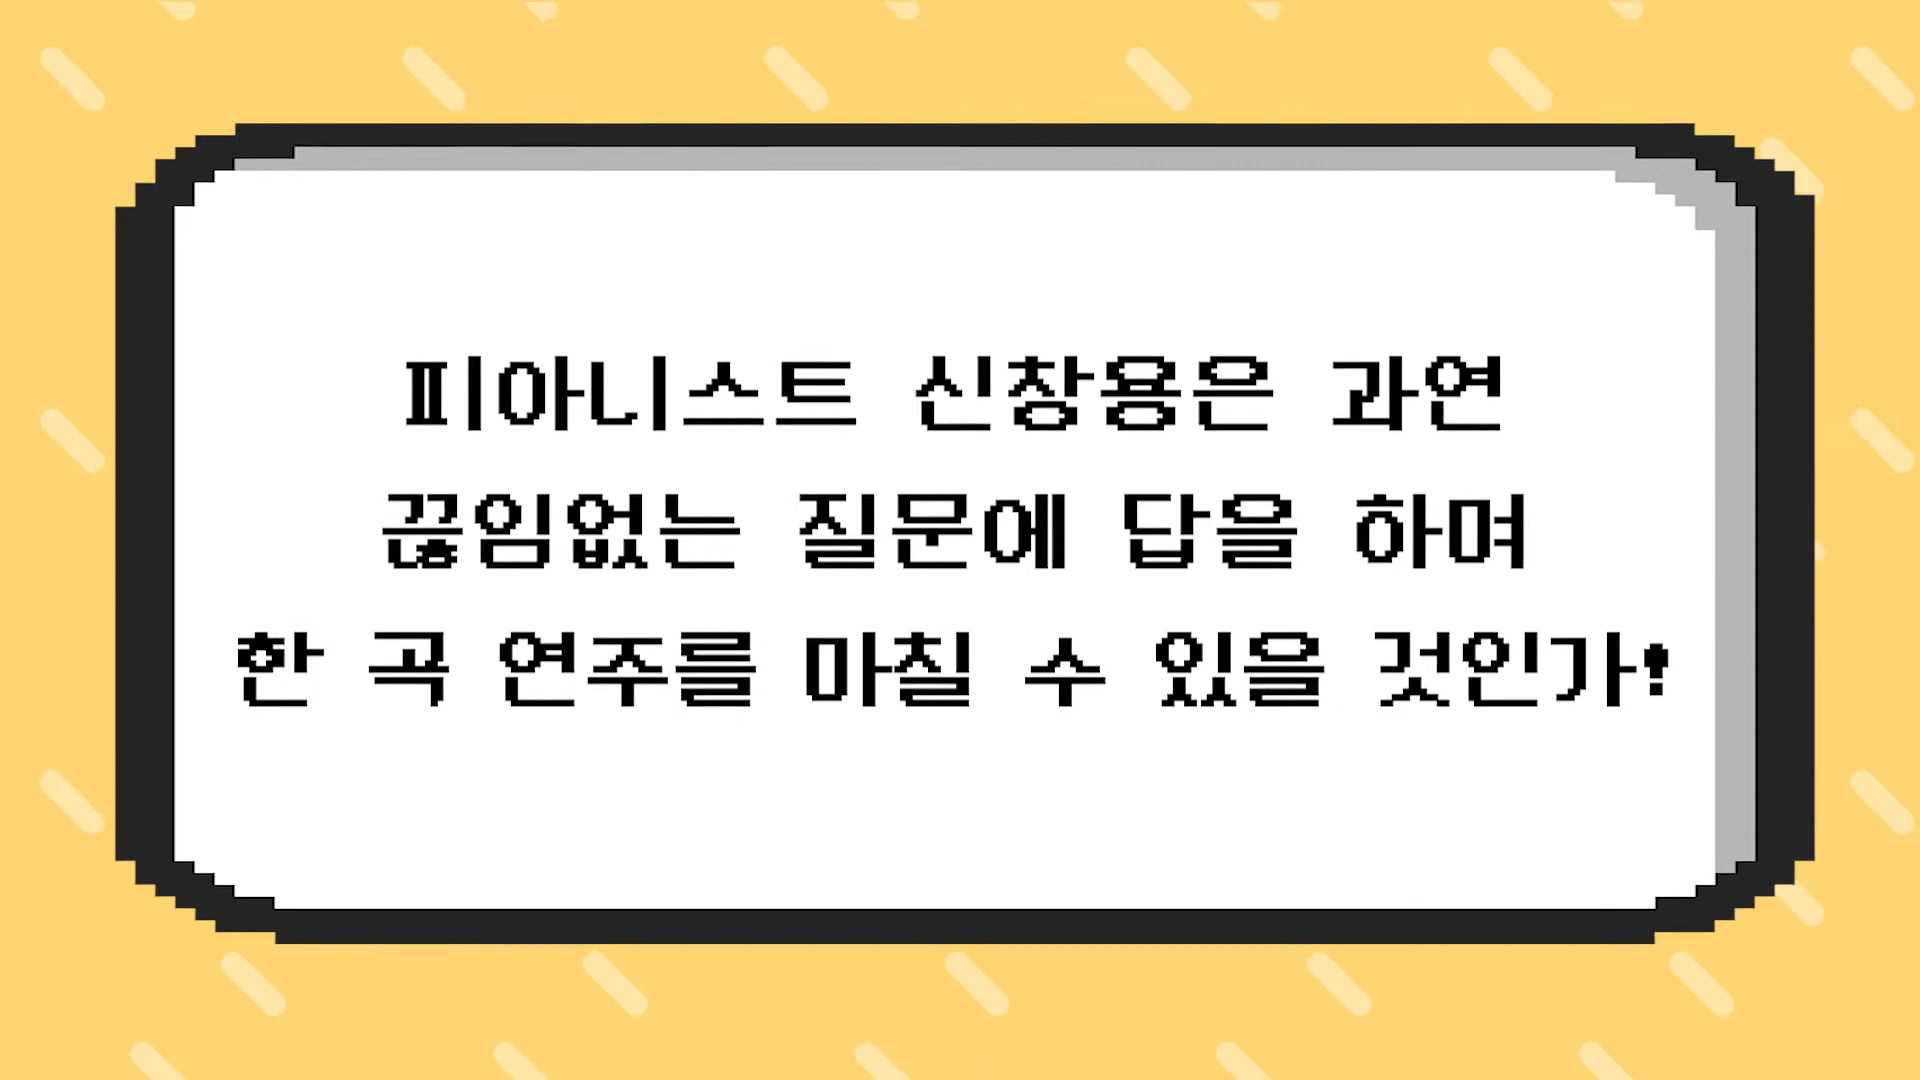 피아니스트 신창용은 과연
끊임없는 질문에 답을 하며
한 곡 연주를 마칠 수 있을 것인가!